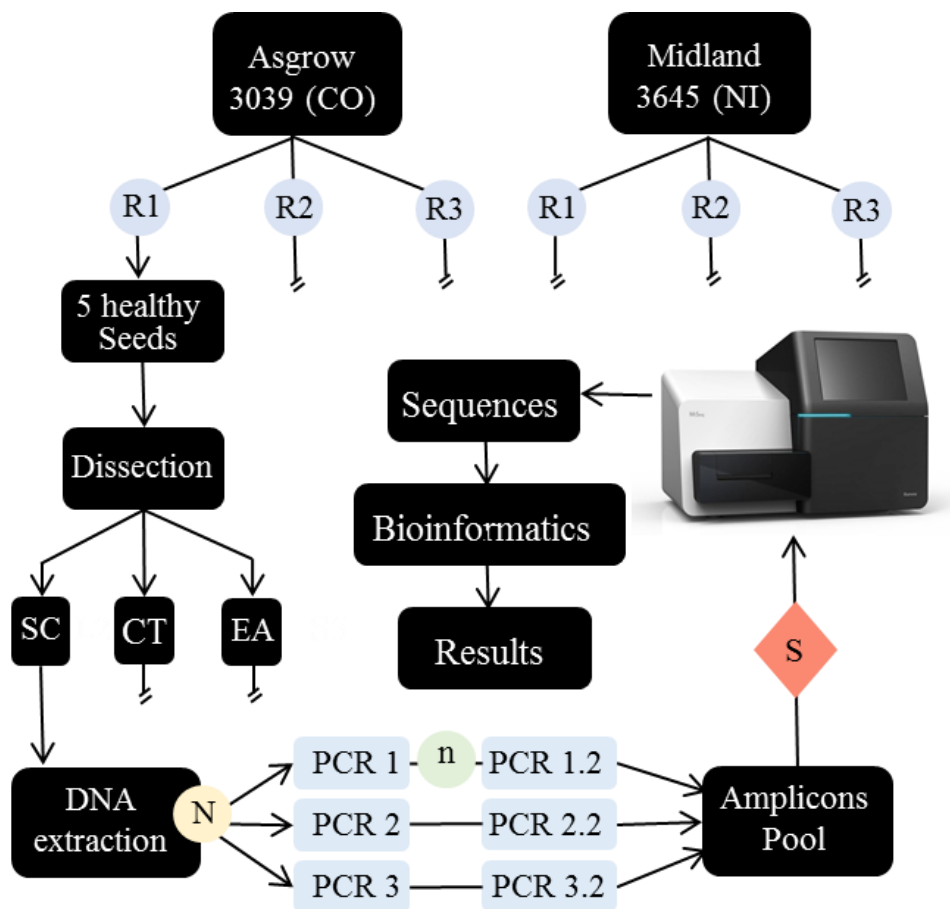 Asgrow
3039 (CO)
Midland
3645 (NI)
R1
R2
R3
R1
R2
R3
5 healthy
Seeds
Dissection
SC
CT
EA
DNA
extraction
N
PCR 1
n
PCR 1.2
PCR 2
PCR 2.2
PCR 3
PCR 3.2
Amplicons
Pool
S
Sequences
Bioinformatics
Results